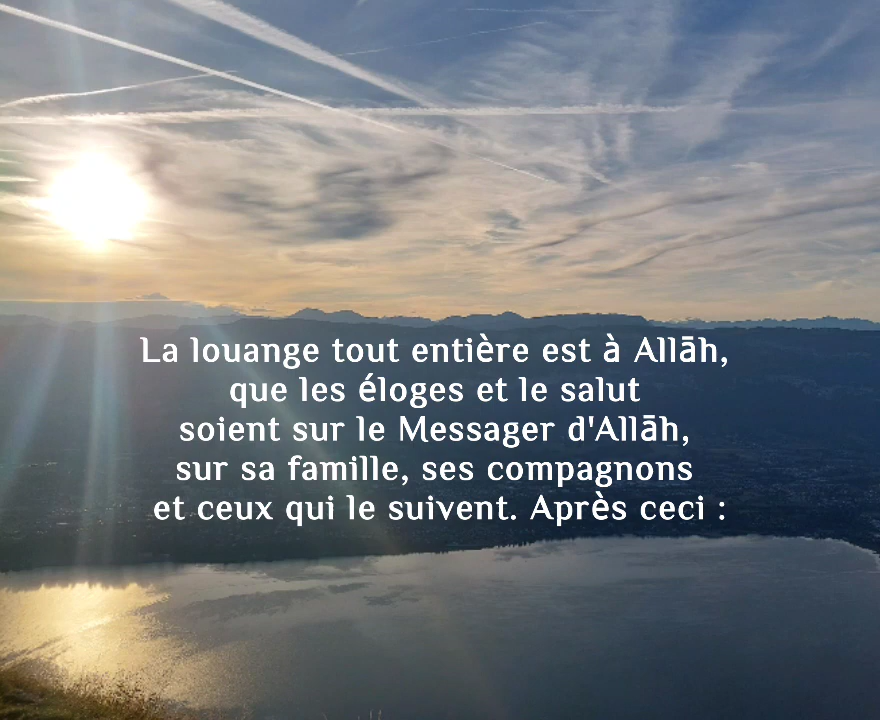 La louange tout entière est à Allāh,
que les éloges et le salut
soient sur le Messager d'Allāh,
sur sa famille, ses compagnons
et ceux qui le suivent. Après ceci :